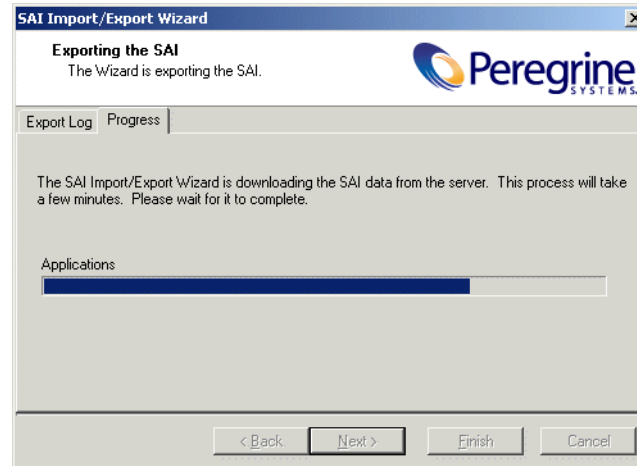 SAI Import/Export Wizard
Exporting the SAI
The Wizard is exporting the SAI.
Peregrine
SYSTEMS
Export Log
Progress
The SAI Import/Export Wizard is downloading the SAI data from the server. This process will take
a few minutes. Please wait for it to complete.
Applications
< Back
Next >
Finish
Cancel